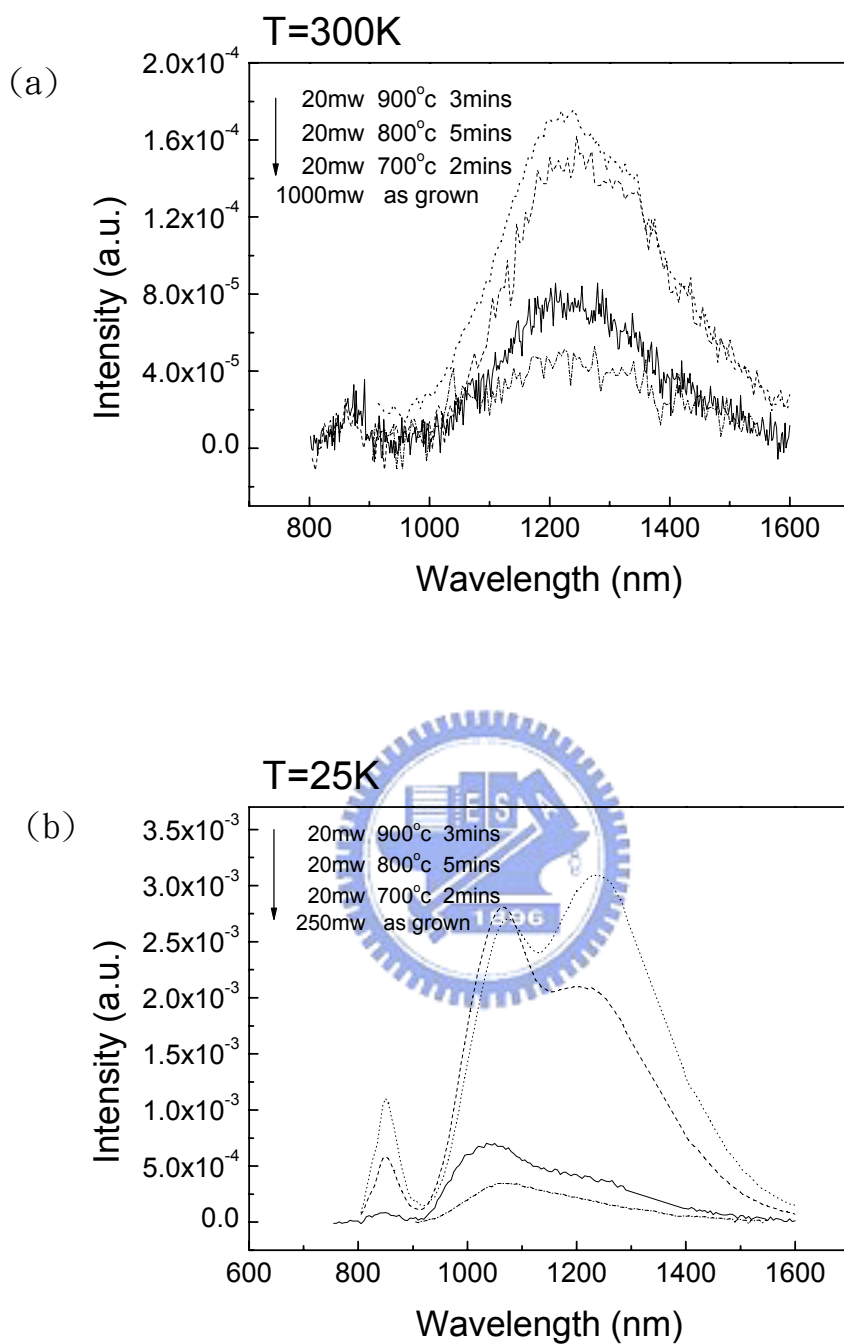 T=300K
(a)
2.0x10⁻⁴
1.6x10⁻⁴
1.2x10⁻⁴
8.0x10⁻⁵
4.0x10⁻⁵
0.0
Intensity (a.u.)
20mw 900°c 3mins
20mw 800°c 5mins
20mw 700°c 2mins
1000mw as grown
800 1000 1200 1400 1600
Wavelength (nm)
T=25K
(b)
3.5x10⁻³
3.0x10⁻³
2.5x10⁻³
2.0x10⁻³
1.5x10⁻³
1.0x10⁻³
5.0x10⁻⁴
0.0
Intensity (a.u.)
20mw 900°c 3mins
20mw 800°c 5mins
20mw 700°c 2mins
250mw as grown
E S
1896
600 800 1000 1200 1400 1600
Wavelength (nm)